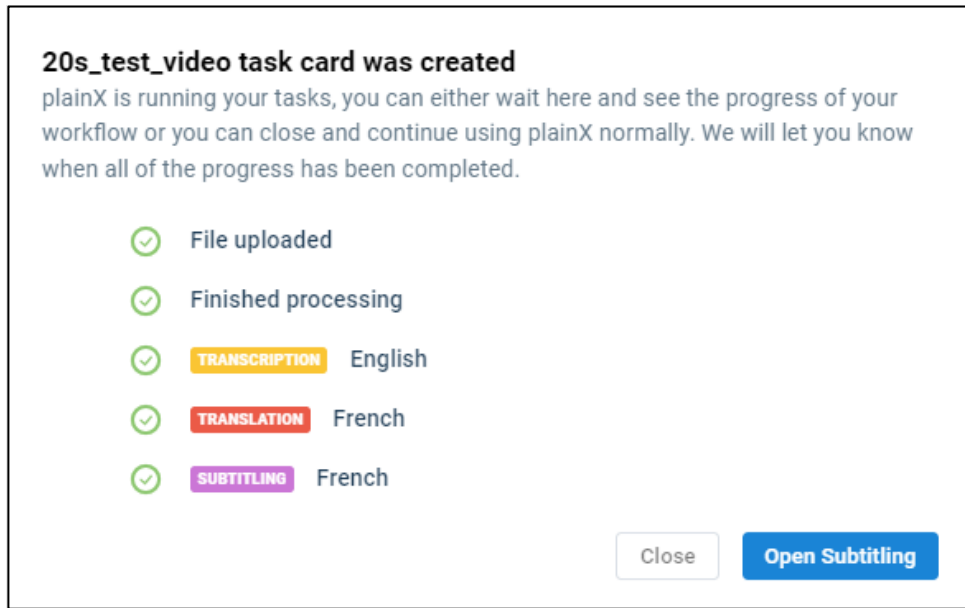 20s_test_video task card was created
plainX is running your tasks, you can either wait here and see the progress of your
workflow or you can close and continue using plainX normally. We will let you know
when all of the progress has been completed.
File uploaded
Finished processing
TRANSCRIPTION English
TRANSLATION French
SUBTITLING French
Close Open Subtitling